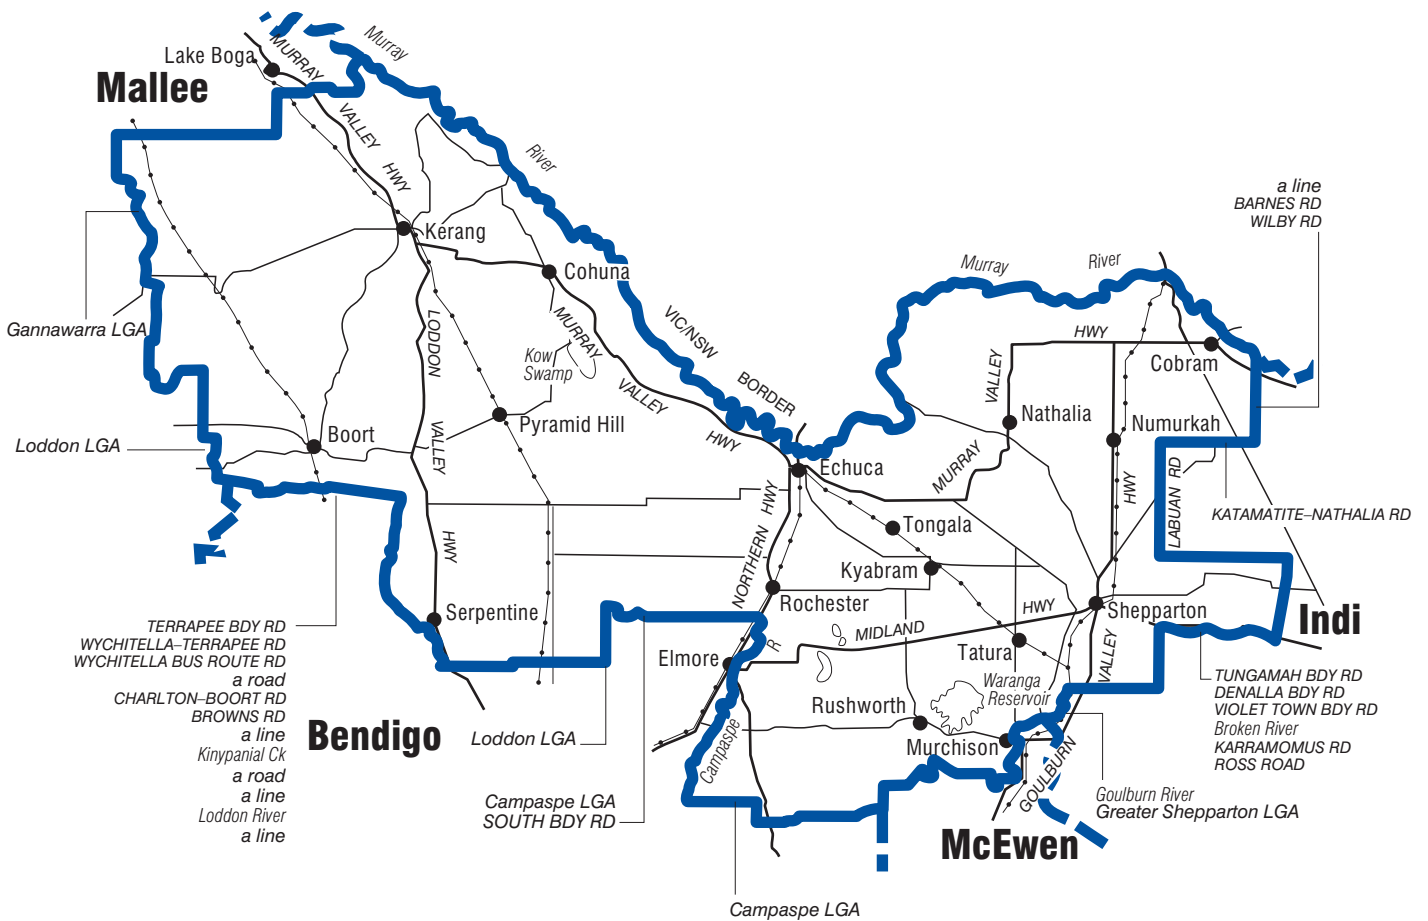 Murray
Lake Boga
MURRAY
Mallee
VALLEY
HWY
River
a line
BARNES RD
WILBY RD
Kerang
Cohuna
Murray
River
Gannawarra LGA
LODDON
MURRAY
VIC/NSW
HWY
Kow
Swamp
VALLEY
Cobram
VALLEY
BORDER
Pyramid Hill
Nathalia
Numurkah
Boort
Loddon LGA
VALLEY
HWY
Echuca
MURRAY
HWY
LABUAN RD
KATAMATITE–NATHALIA RD
HWY
Tongala
HWY
NORTHERN
Kyabram
Rochester
HWY
Shepparton
Serpentine
MIDLAND
Indi
TERRAPEE BDY RD
WYCHITELLA–TERRAPEE RD
WYCHITELLA BUS ROUTE RD
a road
CHARLTON–BOORT RD
BROWNS RD
a line
Kinypanial Ck
a road
a line
Loddon River
a line
R
Elmore
Tatura
VALLEY
Waranga
Reservoir
TUNGAMAH BDY RD
DENALLA BDY RD
VIOLET TOWN BDY RD
Broken River
KARRAMOMUS RD
ROSS ROAD
Rushworth
Bendigo
Loddon LGA
Campaspe
Murchison
GOULBURN
Campaspe LGA
SOUTH BDY RD
Goulburn River
Greater Shepparton LGA
McEwen
Campaspe LGA